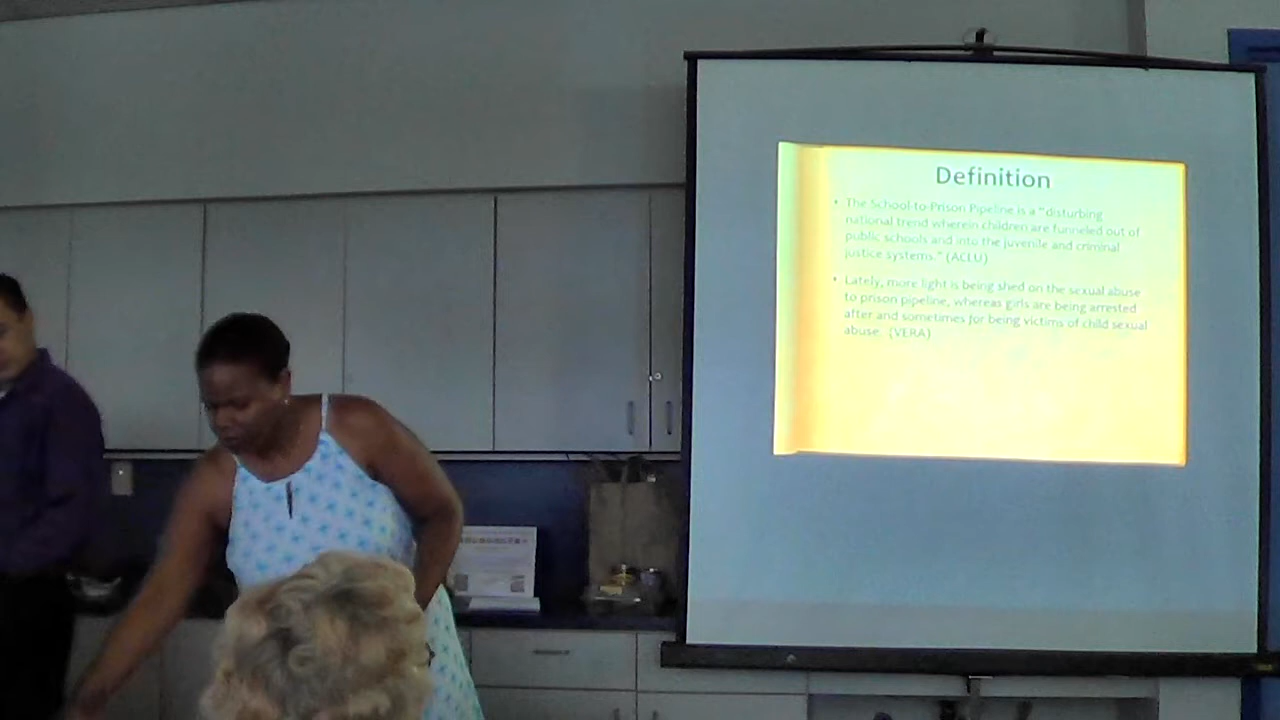 Definition
• The School-to-Prison Pipeline is a "disturbing
national trend wherein children are funneled out of
public schools and into the juvenile and criminal
justice systems." (ACLU)
• Lately, more light is being shed on the sexual abuse
to prison pipeline, whereas girls are being arrested
after and sometimes for being victims of child sexual
abuse. (VERA)